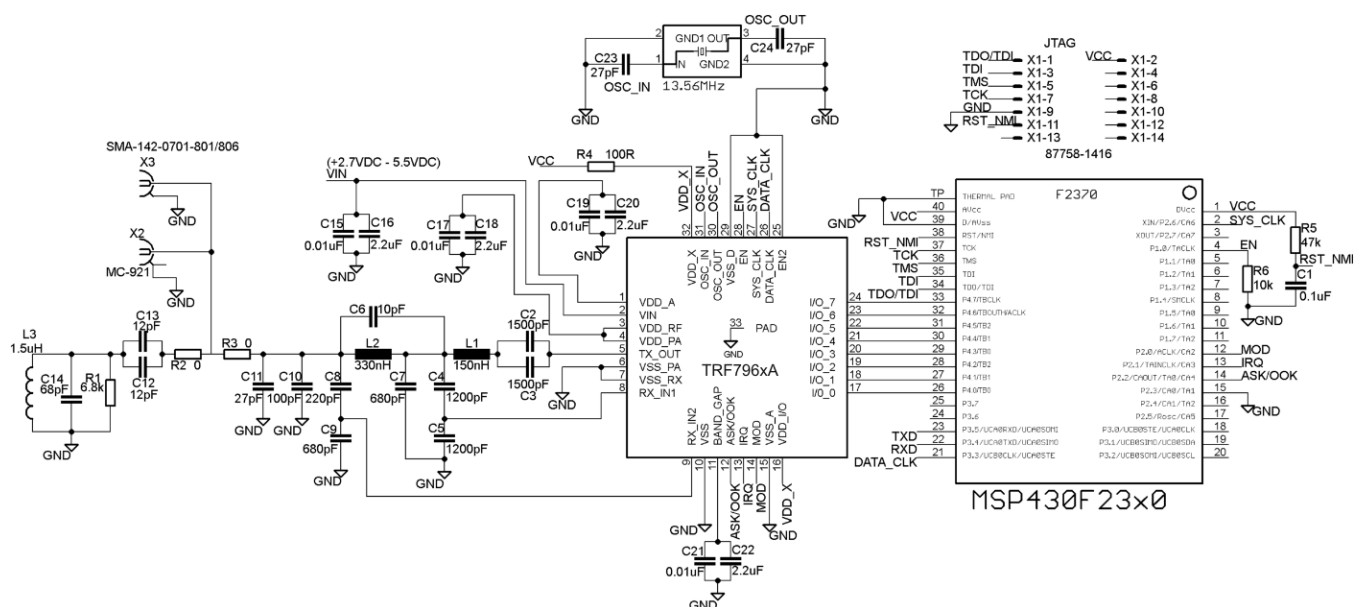 OSC_OUT
2 GND1 OUT 3
C24 27pF
C23
27pF
1 IN GND2 4
OSC_IN
13.56MHz
GND
GND
JTAG
TDO/TDI X1-1 VCC X1-2
TDI X1-3 X1-4
TMS X1-5 X1-6
TCK X1-7 X1-8
GND X1-9 X1-10
RST_NMI X1-11 X1-12
X1-13 X1-14
GND
87758-1416
SMA-142-0701-801/806
X3
GND
X2
MC-921
GND
(+2.7VDC - 5.5VDC)
VIN
VCC
R4 100R
C15 C16
0.01uF 2.2uF
GND
C17 C18
0.01uF 2.2uF
GND
C19 C20
0.01uF 2.2uF
GND
VDD_X
OSC_IN
OSC_OUT
EN
SYS_CLK
DATA_CLK
32 31 30 29 28 27 26 25
VDD_X
OSC_IN
OSC_OUT
VSS_D
EN
SYS_CLK
DATA_CLK
EN2
1 VDD_A
2 VIN
3 VDD_RF
4 VDD_PA
5 TX_OUT
6 VSS_PA
7 VSS_RX
8 RX_IN1
33 PAD
GND
TRF796xA
I/O_7 24
I/O_6 23
I/O_5 22
I/O_4 21
I/O_3 20
I/O_2 19
I/O_1 18
I/O_0 17
RX_IN2
VSS
BAND_GAP
ASK/OOK
IRQ
MOD
VSS_A
VDD_I/O
9 10 11 12 13 14 15 16
ASK/OOK
IRQ
MOD
VDD_X
GND
GND
C21 C22
0.01uF 2.2uF
GND
L3
1.5uH
C14
68pF
R1
6.8k
GND
C13
12pF
C12
12pF
R2 0
R3 0
C11
27pF
GND
C10
100pF
GND
C8
220pF
C9
680pF
GND
C6 10pF
L2
330nH
C7
680pF
C4
1200pF
C5
1200pF
GND
L1
150nH
C2
1500pF
1500pF
C3
GND
F2370
GND
VCC
RST_NMI
TCK
TMS
TDI
TDO/TDI
TXD
RXD
DATA_CLK
TP THERMAL PAD
40 AVcc
39 D/AVss
38 RST/NMI
37 TCK
36 TMS
35 TDI
34 TDO/TDI
33 P4.7/TBCLK
32 P4.6/TBOUTH/ACLK
31 P4.5/TB2
30 P4.4/TB1
29 P4.3/TB0
28 P4.2/TB2
27 P4.1/TB1
26 P4.0/TB0
25 P3.7
24 P3.6
23 P3.5/UCA0RXD/UCA0SOMI
22 P3.4/UCA0TXD/UCA0SIMO
21 P3.3/UCB0CLK/UCA0STE
DVcc 1 VCC
XIN/P2.6/CA6 2 SYS_CLK
XOUT/P2.7/CA7 3
P1.0/TACLK 4 EN
P1.1/TA0 5
P1.2/TA1 6
P1.3/TA2 7
P1.4/SMCLK 8
P1.5/TA0 9
P1.6/TA1 10
P1.7/TA2 11
P2.0/ACLK/CA2 12 MOD
P2.1/TAINCLK/CA3 13 IRQ
P2.2/CAOUT/TA0/CA4 14 ASK/OOK
P2.3/CA0/TA1 15
P2.4/CA1/TA2 16
P2.5/Rosc/CA5 17
P3.0/UCB0STE/UCA0CLK 18
P3.1/UCB0SIMO/UCB0SDA 19
P3.2/UCB0SOMI/UCB0SCL 20
R5
47k
RST_NMI
R6
10k
C1
0.1uF
GND
GND
MSP430F23x0